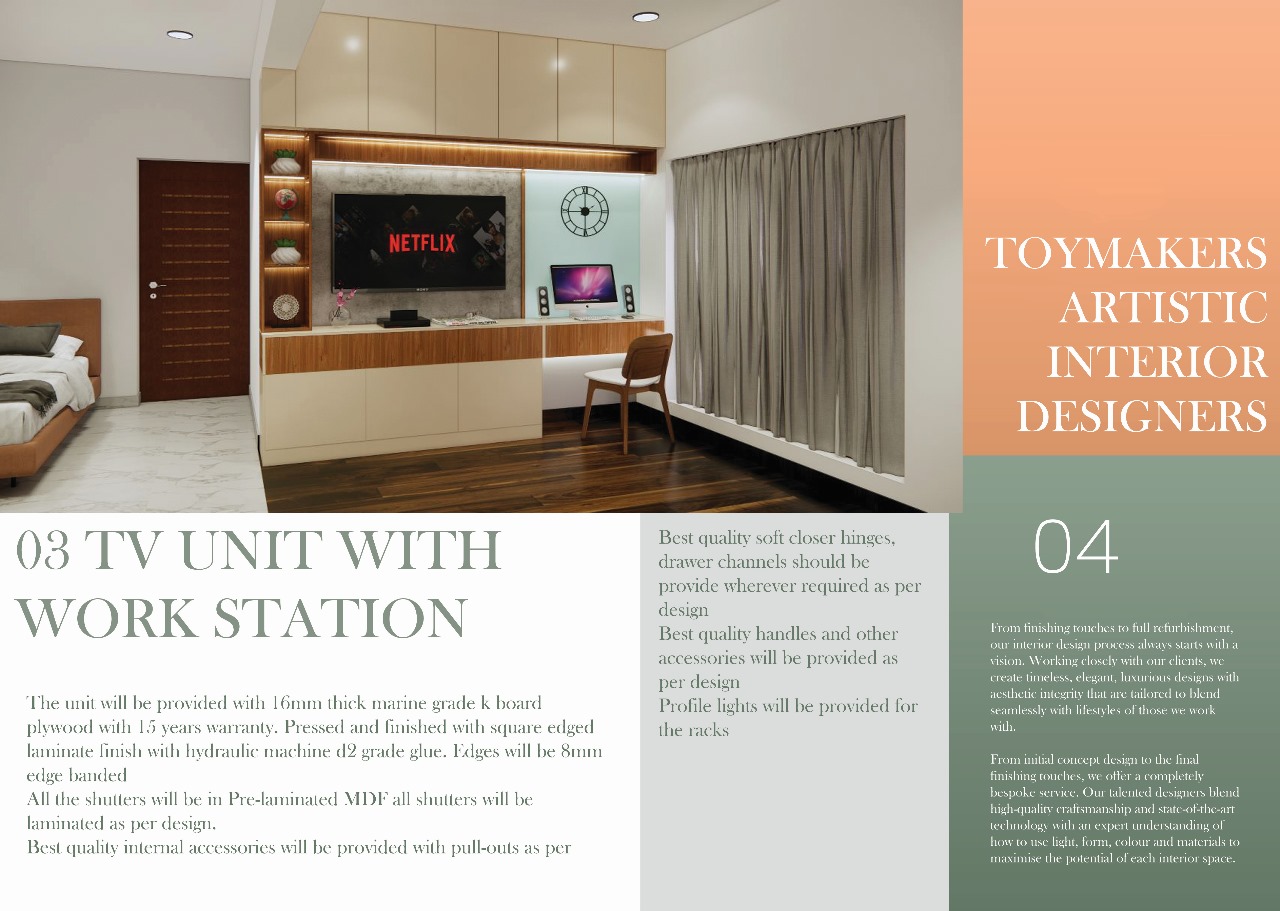 NETFLIX
TOYMAKERS
ARTISTIC
INTERIOR
DESIGNERS
03 TV UNIT WITH
WORK STATION
The unit will be provided with 16mm thick marine grade k board
plywood with 15 years warranty. Pressed and finished with square edged
laminate finish with hydraulic machine d2 grade glue. Edges will be 8mm
edge banded
All the shutters will be in Pre-laminated MDF all shutters will be
laminated as per design.
Best quality internal accessories will be provided with pull-outs as per
Best quality soft closer hinges,
drawer channels should be
provide wherever required as per
design
Best quality handles and other
accessories will be provided as
per design
Profile lights will be provided for
the racks
04
From finishing touches to full refurbishment,
our interior design process always starts with a
vision. Working closely with our clients, we
create timeless, elegant, luxurious designs with
aesthetic integrity that are tailored to blend
seamlessly with lifestyles of those we work
with.
From initial concept design to the final
finishing touches, we offer a completely
bespoke service. Our talented designers blend
high-quality craftsmanship and state-of-the-art
technology with an expert understanding of
how to use light, form, colour and materials to
maximise the potential of each interior space.